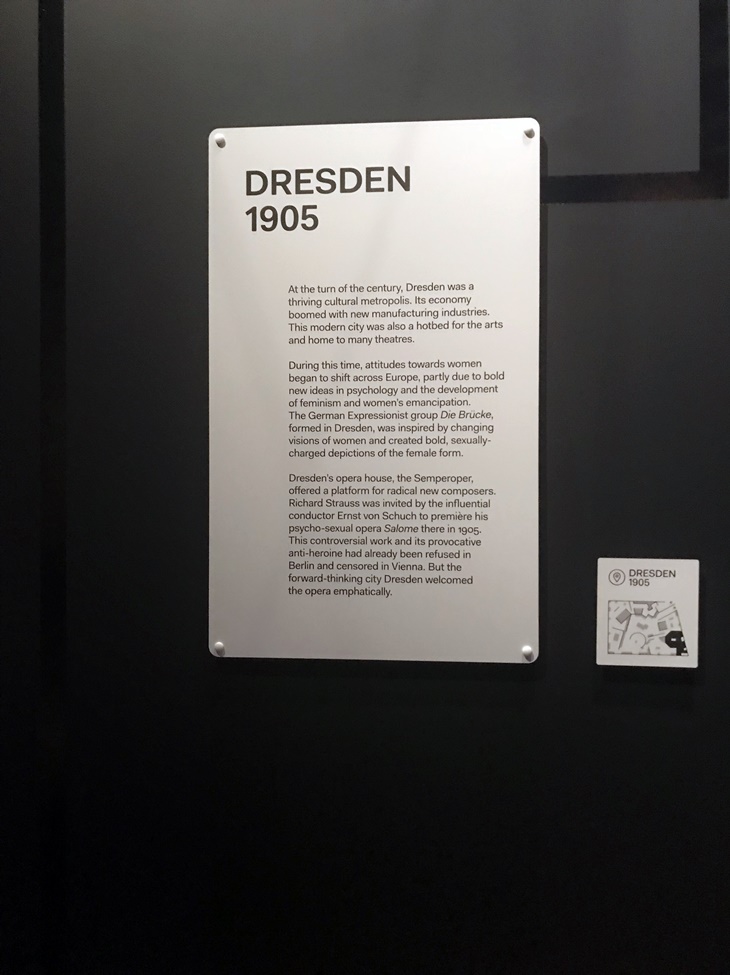 DRESDEN
1905
At the turn of the century, Dresden was a
thriving cultural metropolis. Its economy
boomed with new manufacturing industries.
This modern city was also a hotbed for the arts
and home to many theatres.
During this time, attitudes towards women
began to shift across Europe, partly due to bold
new ideas in psychology and the development
of feminism and women's emancipation.
The German Expressionist group Die Brücke,
formed in Dresden, was inspired by changing
visions of women and created bold, sexually-
charged depictions of the female form.
Dresden's opera house, the Semperoper,
offered a platform for radical new composers.
Richard Strauss was invited by the influential
conductor Ernst von Schuch to première his
psycho-sexual opera Salome there in 1905.
This controversial work and its provocative
anti-heroine had already been refused in
Berlin and censored in Vienna. But the
forward-thinking city Dresden welcomed
the opera emphatically.
DRESDEN
1905